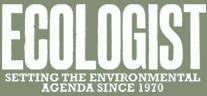 ECOLOGIST
SETTING THE ENVIRONMENTAL
AGENDA SINCE 1970